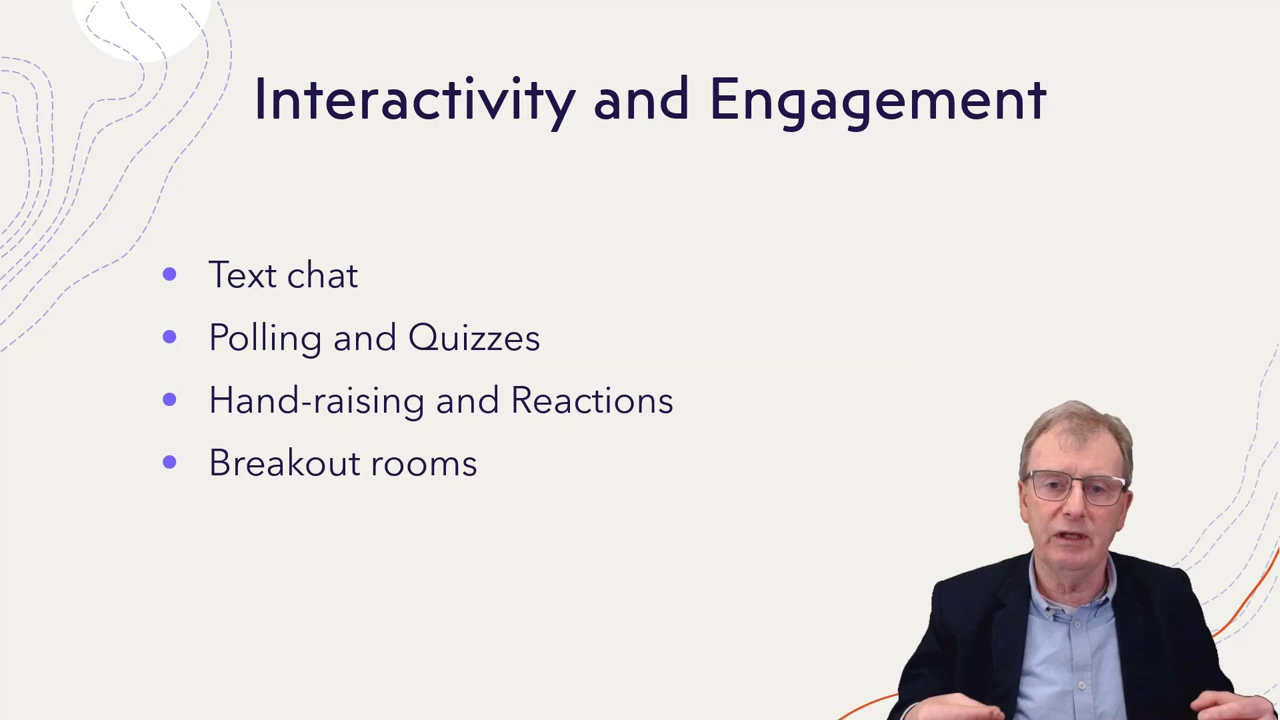 Interactivity and Engagement
Text chat
Polling and Quizzes
Hand-raising and Reactions
Breakout rooms